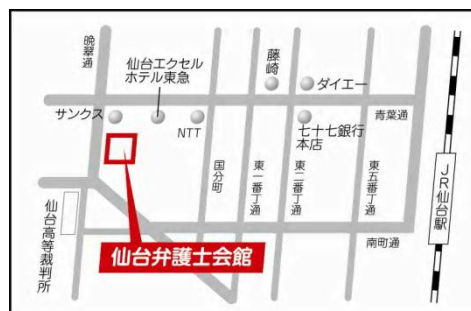 晩翠通
仙台エクセル
ホテル東急
藤崎
ダイエー
サンクス
NTT
七十七銀行
本店
青葉通
国分町
東一番丁通
東二番丁通
東五番丁通
JR仙台駅
仙台高等裁判所
南町通
仙台弁護士会館